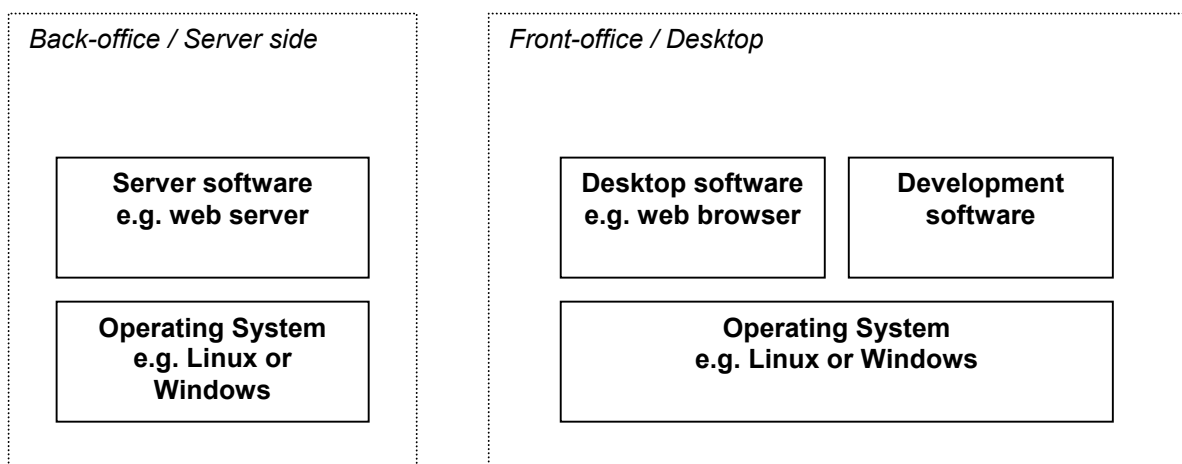 Back-office / Server side
Server software
e.g. web server
Operating System
e.g. Linux or
Windows
Front-office / Desktop
Desktop software
e.g. web browser
Development
software
Operating System
e.g. Linux or Windows